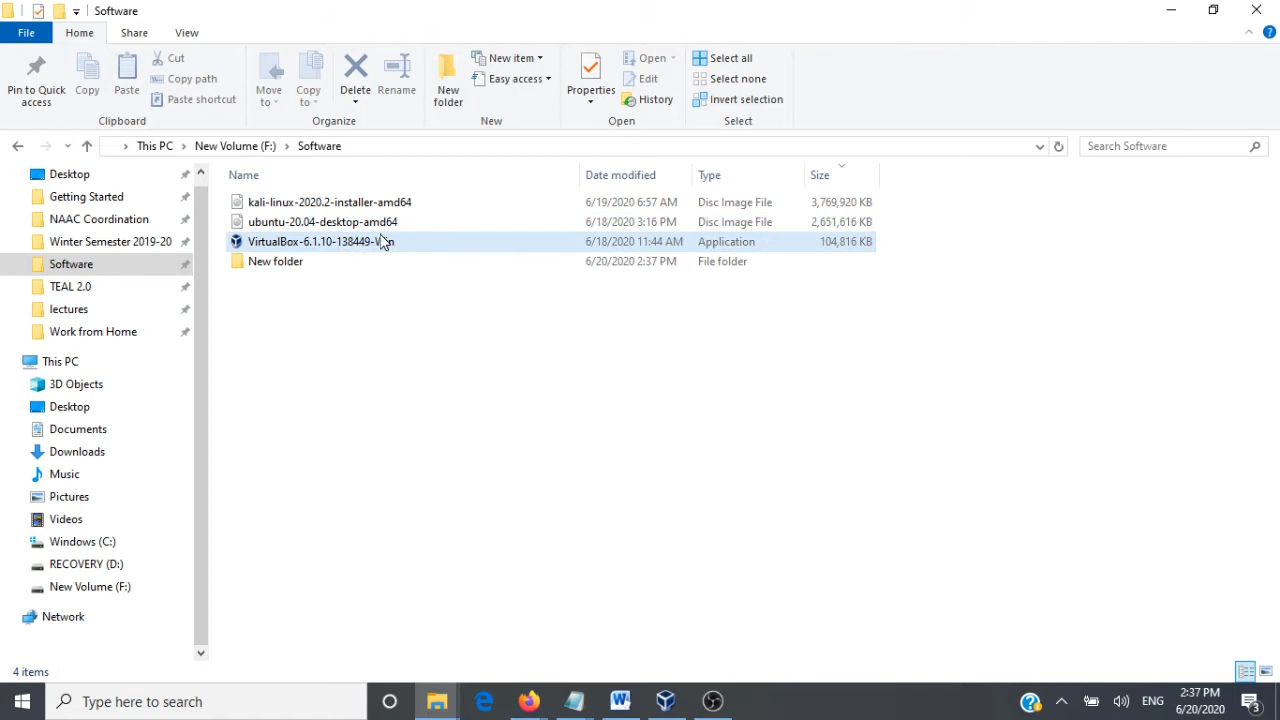 Software
File Home Share View
Pin to Quick access
Copy
Paste
Cut
Copy path
Paste shortcut
Clipboard
Move to
Copy to
Delete
Rename
Organize
New folder
New item
Easy access
New
Properties
Open
Edit
History
Open
Select all
Select none
Invert selection
Select
This PC > New Volume (F:) > Software
Search Software
Name Date modified Type Size
kali-linux-2020.2-installer-amd64 6/19/2020 6:57 AM Disc Image File 3,769,920 KB
ubuntu-20.04-desktop-amd64 6/18/2020 3:16 PM Disc Image File 2,651,616 KB
VirtualBox-6.1.10-138449-Win 6/18/2020 11:44 AM Application 104,816 KB
New folder 6/20/2020 2:37 PM File folder
Desktop
Getting Started
NAAC Coordination
Winter Semester 2019-20
Software
TEAL 2.0
lectures
Work from Home
This PC
3D Objects
Desktop
Documents
Downloads
Music
Pictures
Videos
Windows (C:)
RECOVERY (D:)
New Volume (F:)
Network
4 items
Type here to search
ENG
2:37 PM
6/20/2020
3